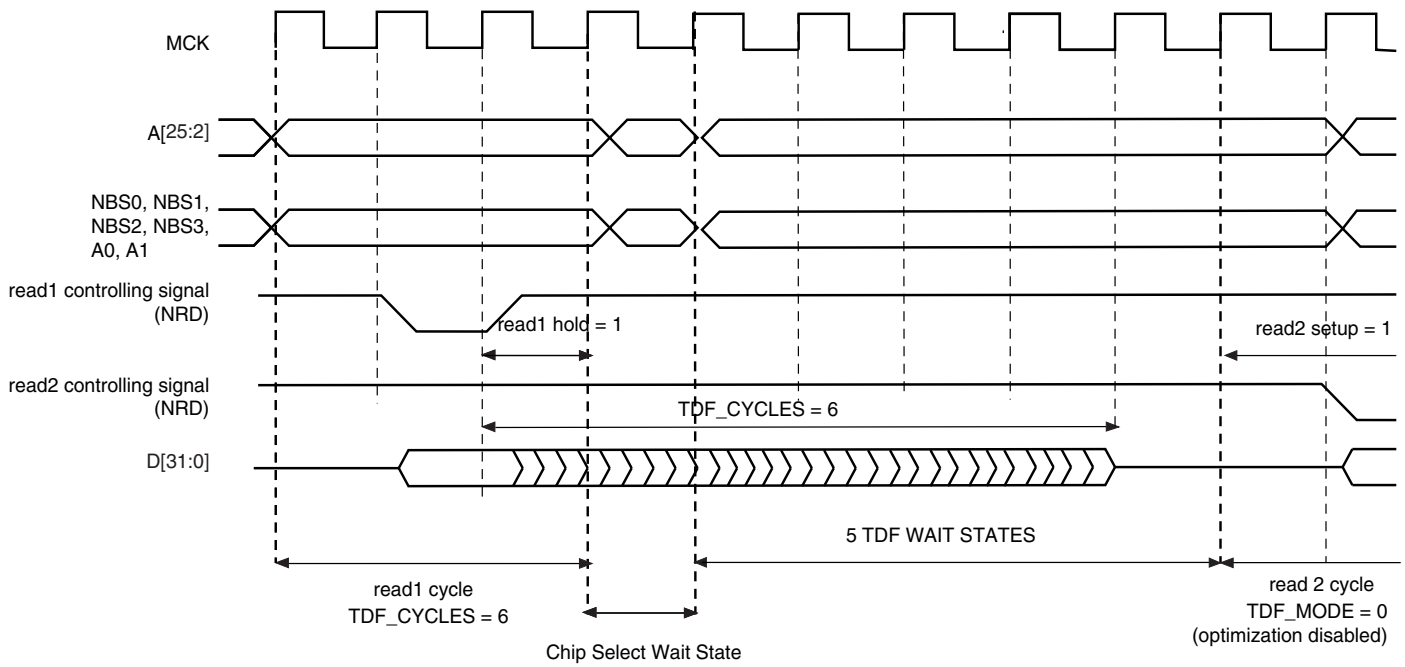 MCK
A[25:2]
NBS0, NBS1,
NBS2, NBS3,
A0, A1
read1 controlling signal
(NRD)
read1 hold = 1
read2 setup = 1
read2 controlling signal
(NRD)
TDF_CYCLES = 6
D[31:0]
5 TDF WAIT STATES
read1 cycle
TDF_CYCLES = 6
read 2 cycle
TDF_MODE = 0
(optimization disabled)
Chip Select Wait State